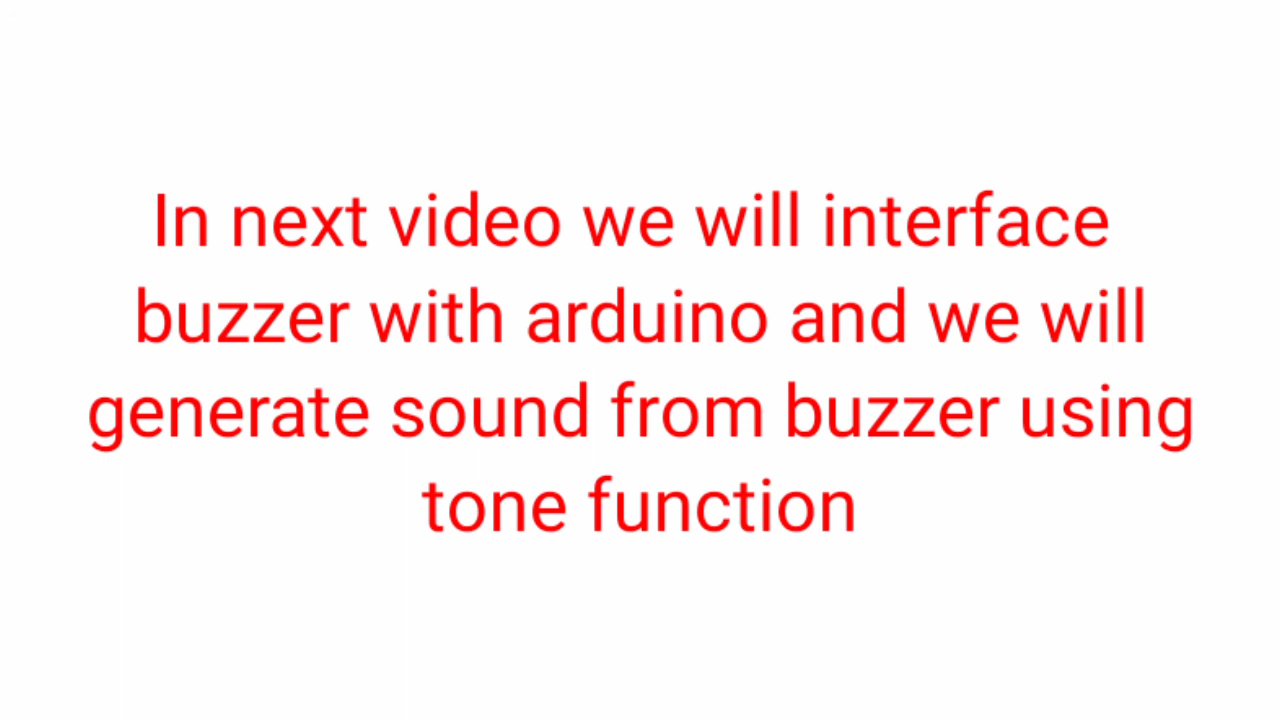 In next video we will interface
buzzer with arduino and we will
generate sound from buzzer using
tone function